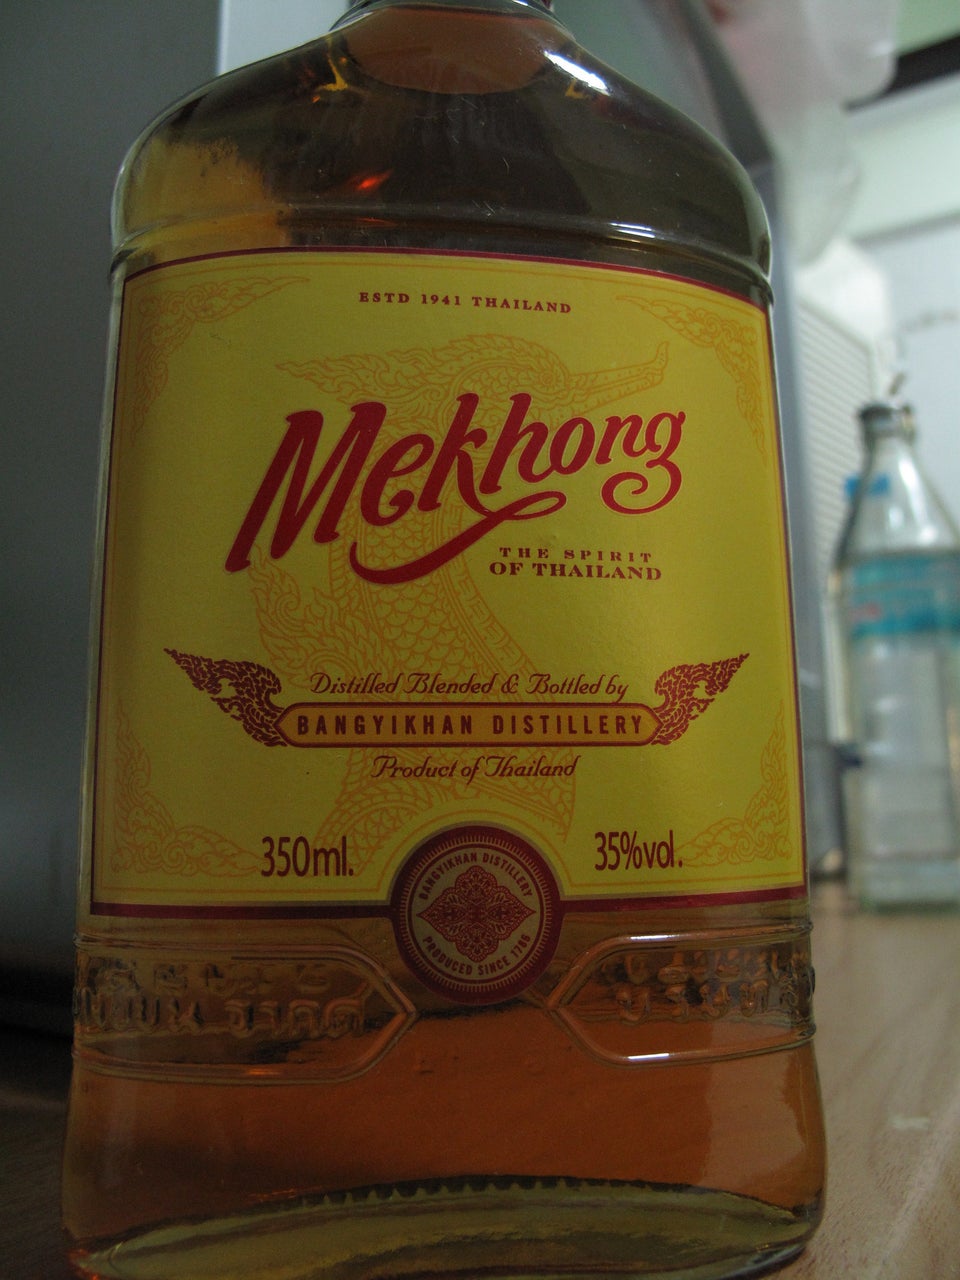 ESTD 1941 THAILAND
Mekhong
THE SPIRIT
OF THAILAND
Distilled Blended & Bottled by
BANGYIKHAN DISTILLERY
Product of Thailand
350ml.
35%vol.
BANGYIKHAN DISTILLERY
PRODUCED SINCE 1786